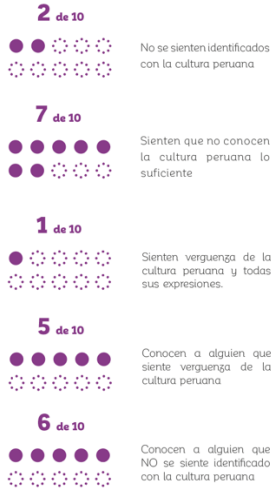 2 de 10
No se sienten identificados
con la cultura peruana
7 de 10
Sienten que no conocen
la cultura peruana lo
suficiente
1 de 10
Sienten verguenza de la
cultura peruana y todas
sus expresiones.
5 de 10
Conocen a alguien que
siente verguenza de la
cultura peruana
6 de 10
Conocen a alguien que
NO se siente identificado
con la cultura peruana